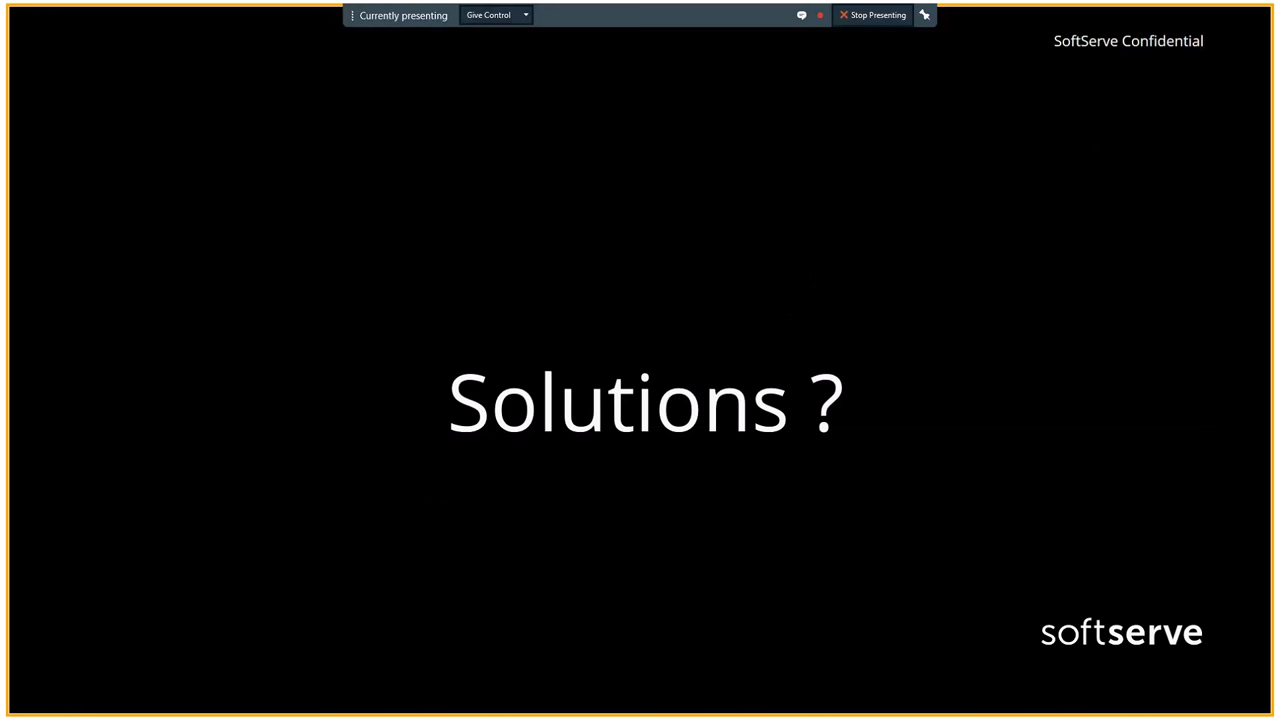 Currently presenting Give Control Stop Presenting
SoftServe Confidential
Solutions ?
softserve